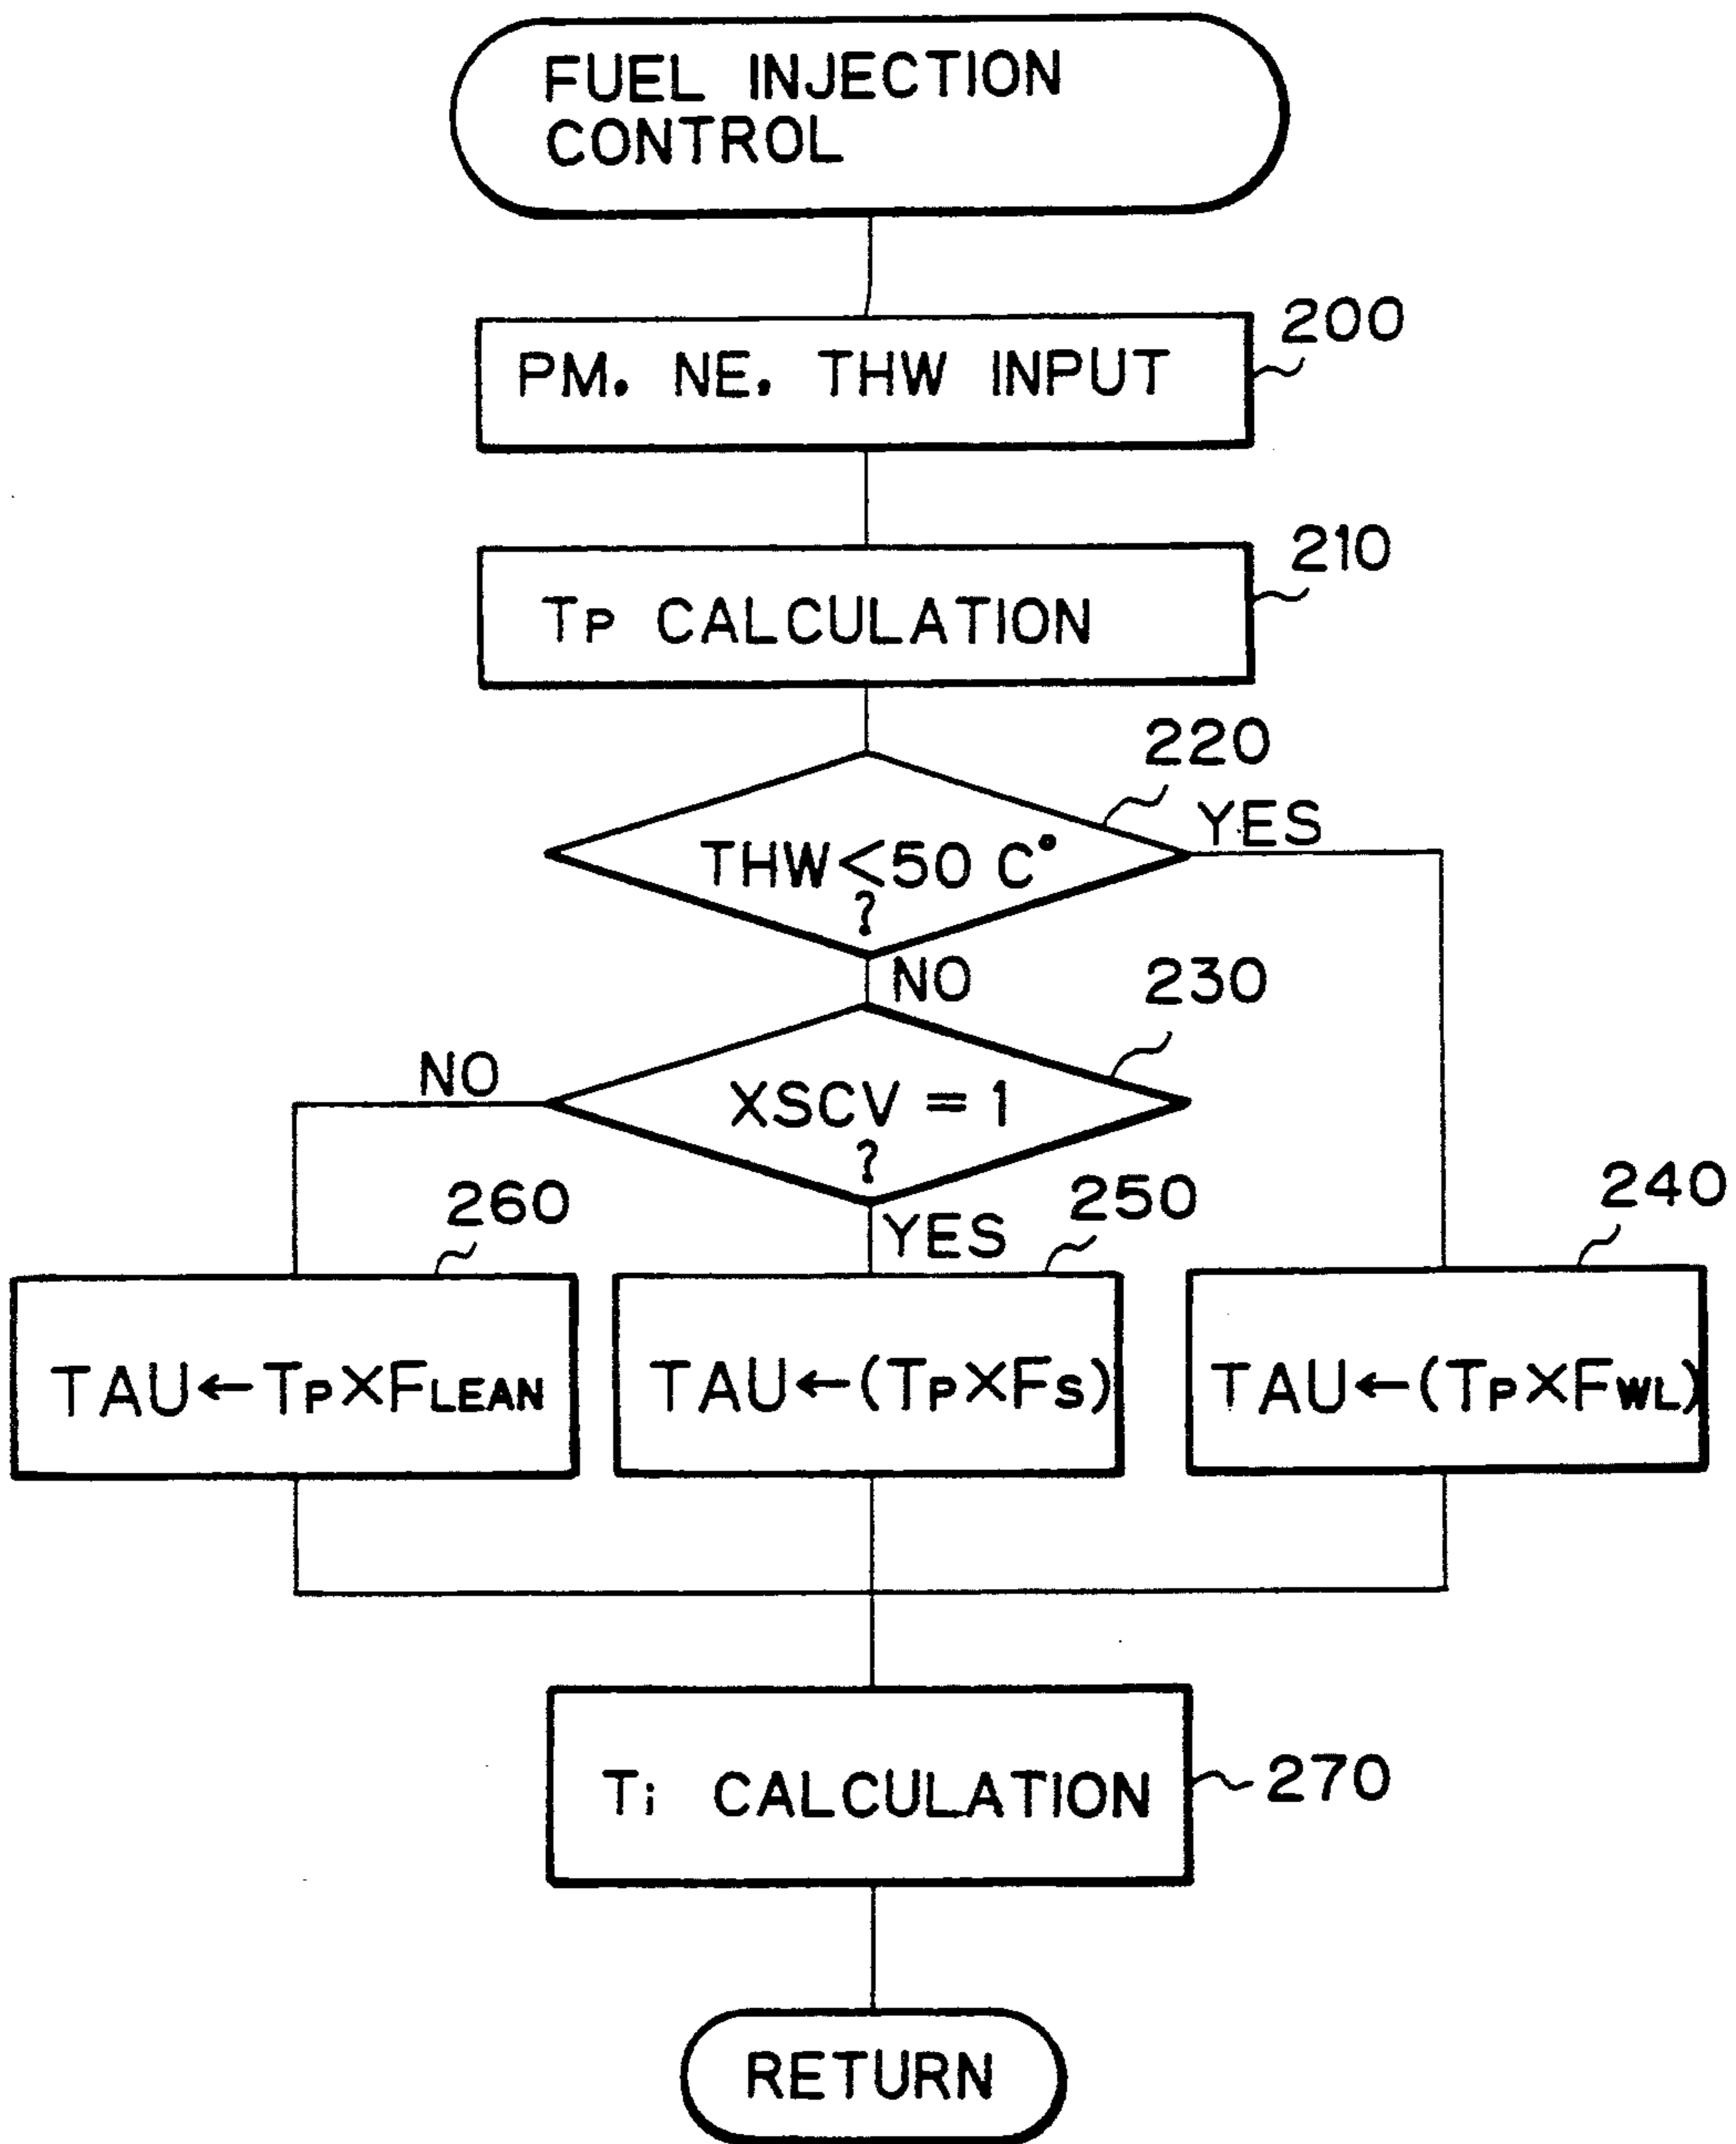 FUEL INJECTION
CONTROL
200
PM. NE. THW INPUT
210
TP CALCULATION
220
YES
THW<50 C°
?
NO
230
NO
XSCV = 1
?
260
YES
250
240
TAU←TP×FLEAN
TAU←(TP×FS)
TAU←(TP×FWL)
Ti CALCULATION
270
RETURN